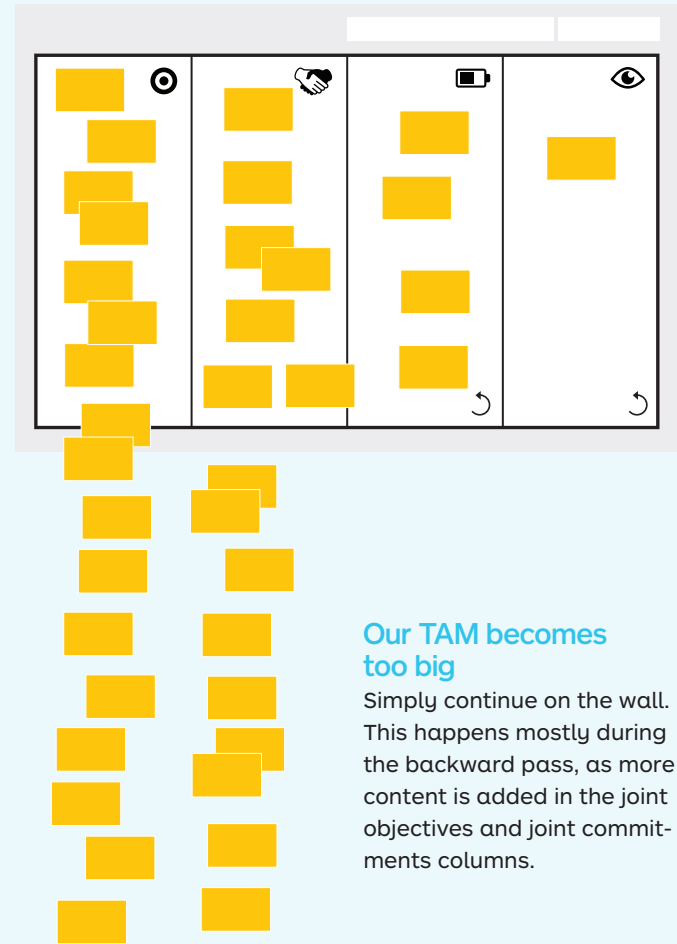 Our TAM becomes
too big
Simply continue on the wall.
This happens mostly during
the backward pass, as more
content is added in the joint
objectives and joint commit-
ments columns.